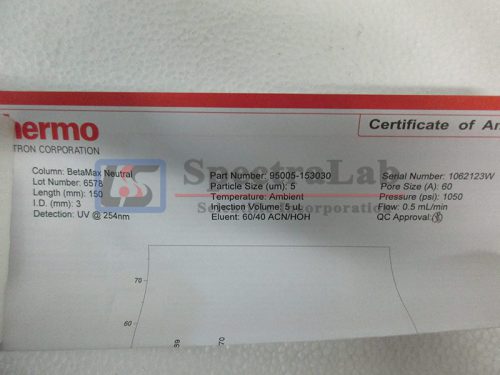 hermo
TRON CORPORATION
Certificate of An
Column: BetaMax Neutral
Lot Number: 6578
Length (mm): 150
I.D. (mm): 3
Detection: UV @ 254nm
Part Number: 95005-153030
Particle Size (um): 5
Temperature: Ambient
Injection Volume: 5 uL
Eluent: 60/40 ACN/HOH
Serial Number: 1062123W
Pore Size (A): 60
Pressure (psi): 1050
Flow: 0.5 mL/min
QC Approval:
SpectraLab
Scientific Incorporation
70
60
39
70